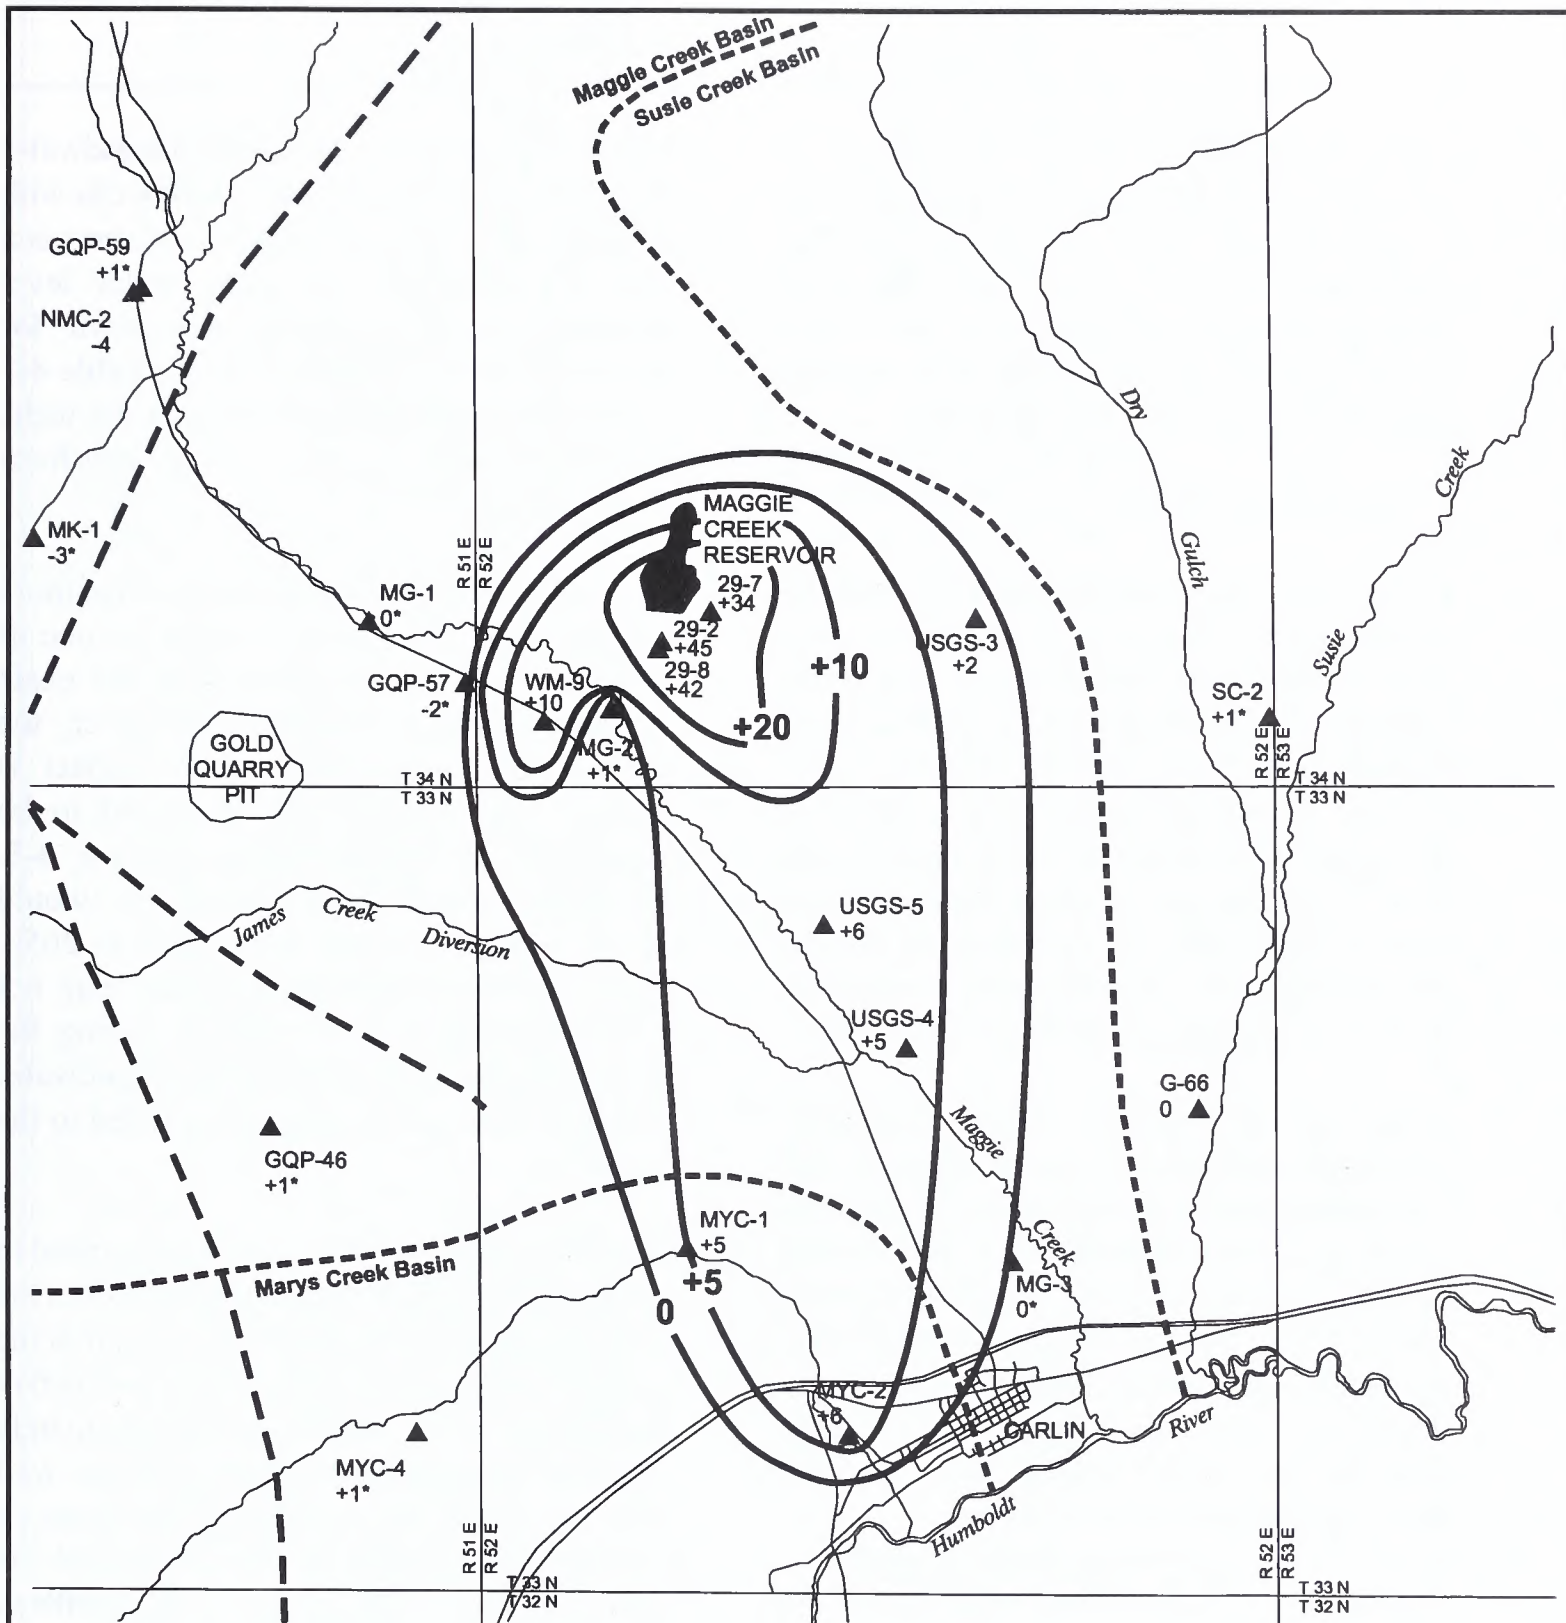 Maggie Creek Basin
Susie Creek Basin
GQP-59
+1*
NMC-2
-4
Dry
Gulch
Susie
Creek
MK-1
-3*
R 51 E
R 52 E
MAGGIE
CREEK
RESERVOIR
29-7
+34
29-2
+45
29-8
+42
MG-1
0*
USGS-3
+2
+10
GQP-57
-2*
WM-9
+10
SC-2
+1*
R 52 E
R 53 E
+20
MG-2
+1*
GOLD
QUARRY
PIT
T 34 N
T 33 N
T 34 N
T 33 N
James Creek Diversion
USGS-5
+6
USGS-4
+5
G-66
0
Maggie
Creek
GQP-46
+1*
MYC-1
+5
+5
0
Marys Creek Basin
MG-3
0*
MYC-2
+6
CARLIN
Humboldt
River
MYC-4
+1*
R 51 E
R 52 E
R 52 E
R 53 E
T 33 N
T 32 N
T 33 N
T 32 N